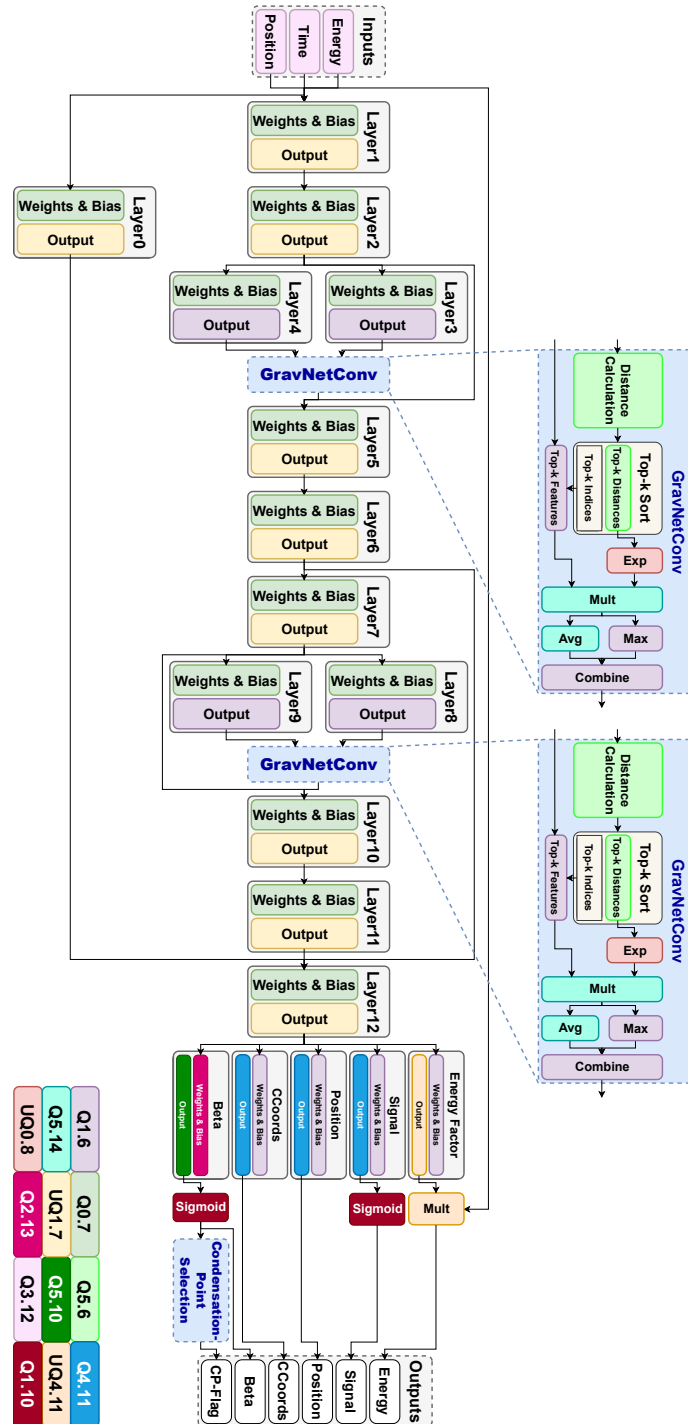 Inputs
Energy
Time
Position
Layer1
Weights & Bias
Output
Layer0
Weights & Bias
Output
Layer2
Weights & Bias
Output
Layer3
Weights & Bias
Output
Layer4
Weights & Bias
Output
GravNetConv
Layer5
Weights & Bias
Output
Layer6
Weights & Bias
Output
Layer7
Weights & Bias
Output
Layer8
Weights & Bias
Output
Layer9
Weights & Bias
Output
GravNetConv
Layer10
Weights & Bias
Output
Layer11
Weights & Bias
Output
Layer12
Weights & Bias
Output
Energy Factor
Weights & Bias
Output
Mult
Signal
Weights & Bias
Output
Sigmoid
Position
Weights & Bias
Output
CCoords
Weights & Bias
Output
Beta
Weights & Bias
Output
Sigmoid
Condensation-
Point
Selection
Outputs
Energy
Signal
Position
CCoords
Beta
CP-Flag
GravNetConv
Distance
Calculation
Top-k Sort
Top-k Distances
Top-k Indices
Top-k Features
Exp
Mult
Max
Avg
Combine
GravNetConv
Distance
Calculation
Top-k Sort
Top-k Distances
Top-k Indices
Top-k Features
Exp
Mult
Max
Avg
Combine
Q1.6
Q0.7
Q5.6
Q4.11
Q5.14
UQ1.7
Q5.10
UQ4.11
UQ0.8
Q2.13
Q3.12
Q1.10